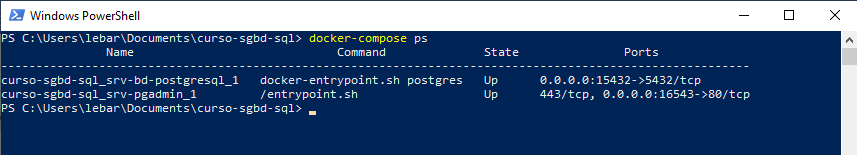 Windows PowerShell
PS C:\Users\lebar\Documents\curso-sgbd-sql> docker-compose ps
Name Command State Ports
---------------------------------------------------------------------------------------------------------------
curso-sgbd-sql_srv-bd-postgresql_1 docker-entrypoint.sh postgres Up 0.0.0.0:15432->5432/tcp
curso-sgbd-sql_srv-pgadmin_1 /entrypoint.sh Up 443/tcp, 0.0.0.0:16543->80/tcp
PS C:\Users\lebar\Documents\curso-sgbd-sql>